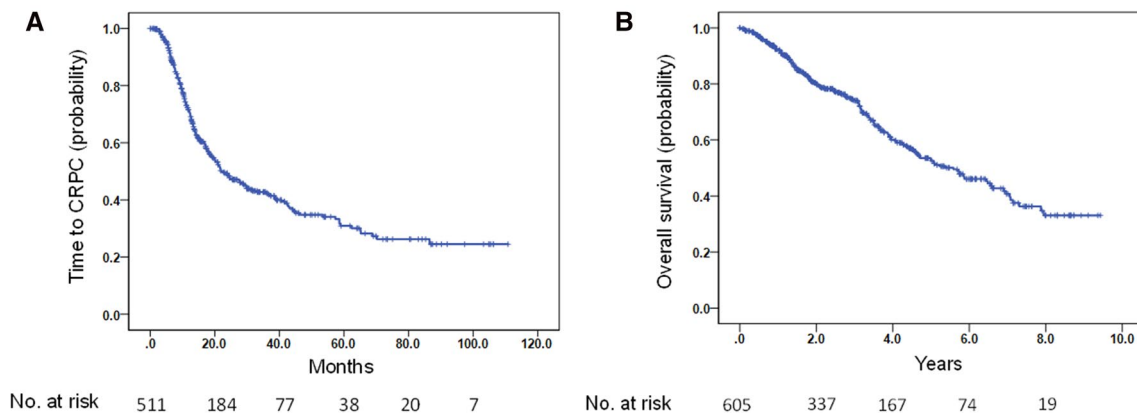 A
Time to CRPC (probability)
1.0
0.8
0.6
0.4
0.2
0.0
.0 20.0 40.0 60.0 80.0 100.0 120.0
Months
No. at risk 511 184 77 38 20 7
B
Overall survival (probability)
1.0
0.8
0.6
0.4
0.2
0.0
.0 2.0 4.0 6.0 8.0 10.0
Years
No. at risk 605 337 167 74 19